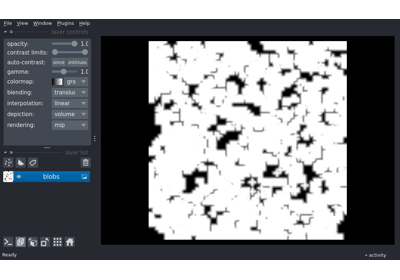 File View Window Plugins Help
layer controls
opacity: 1.0
contrast limits:
auto-contrast: once
gamma: 1.0
colormap: gra
blending: translu
interpolation: linear
depiction: volume
rendering: mip
layer list
blobs
Ready
activity